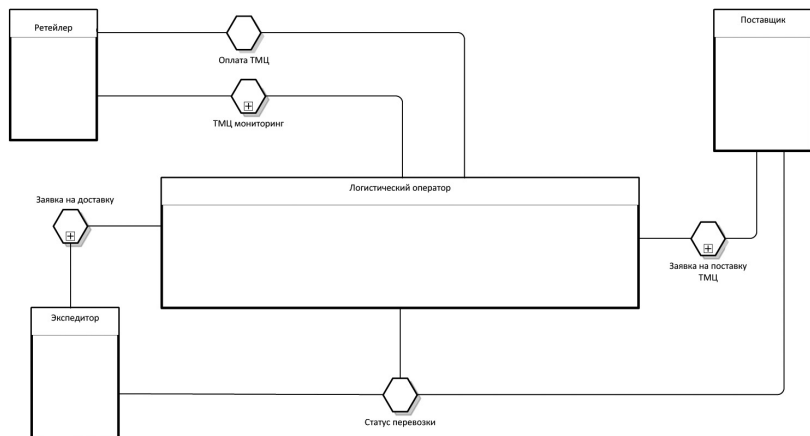 Ретейлер
Поставщик
Оплата ТМЦ
ТМЦ мониторинг
Логистический оператор
Заявка на доставку
Заявка на поставку
ТМЦ
Экспедитор
Статус перевозки